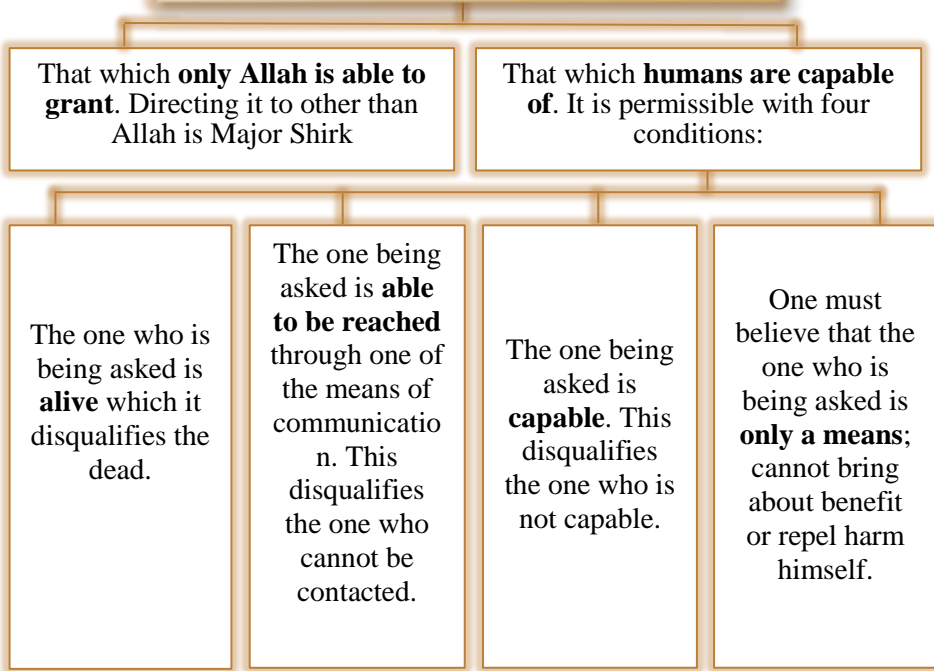 That which only Allah is able to
grant. Directing it to other than
Allah is Major Shirk
That which humans are capable
of. It is permissible with four
conditions:
The one who is
being asked is
alive which it
disqualifies the
dead.
The one being
asked is able
to be reached
through one of
the means of
communicatio
n. This
disqualifies
the one who
cannot be
contacted.
The one being
asked is
capable. This
disqualifies
the one who is
not capable.
One must
believe that the
one who is
being asked is
only a means;
cannot bring
about benefit
or repel harm
himself.